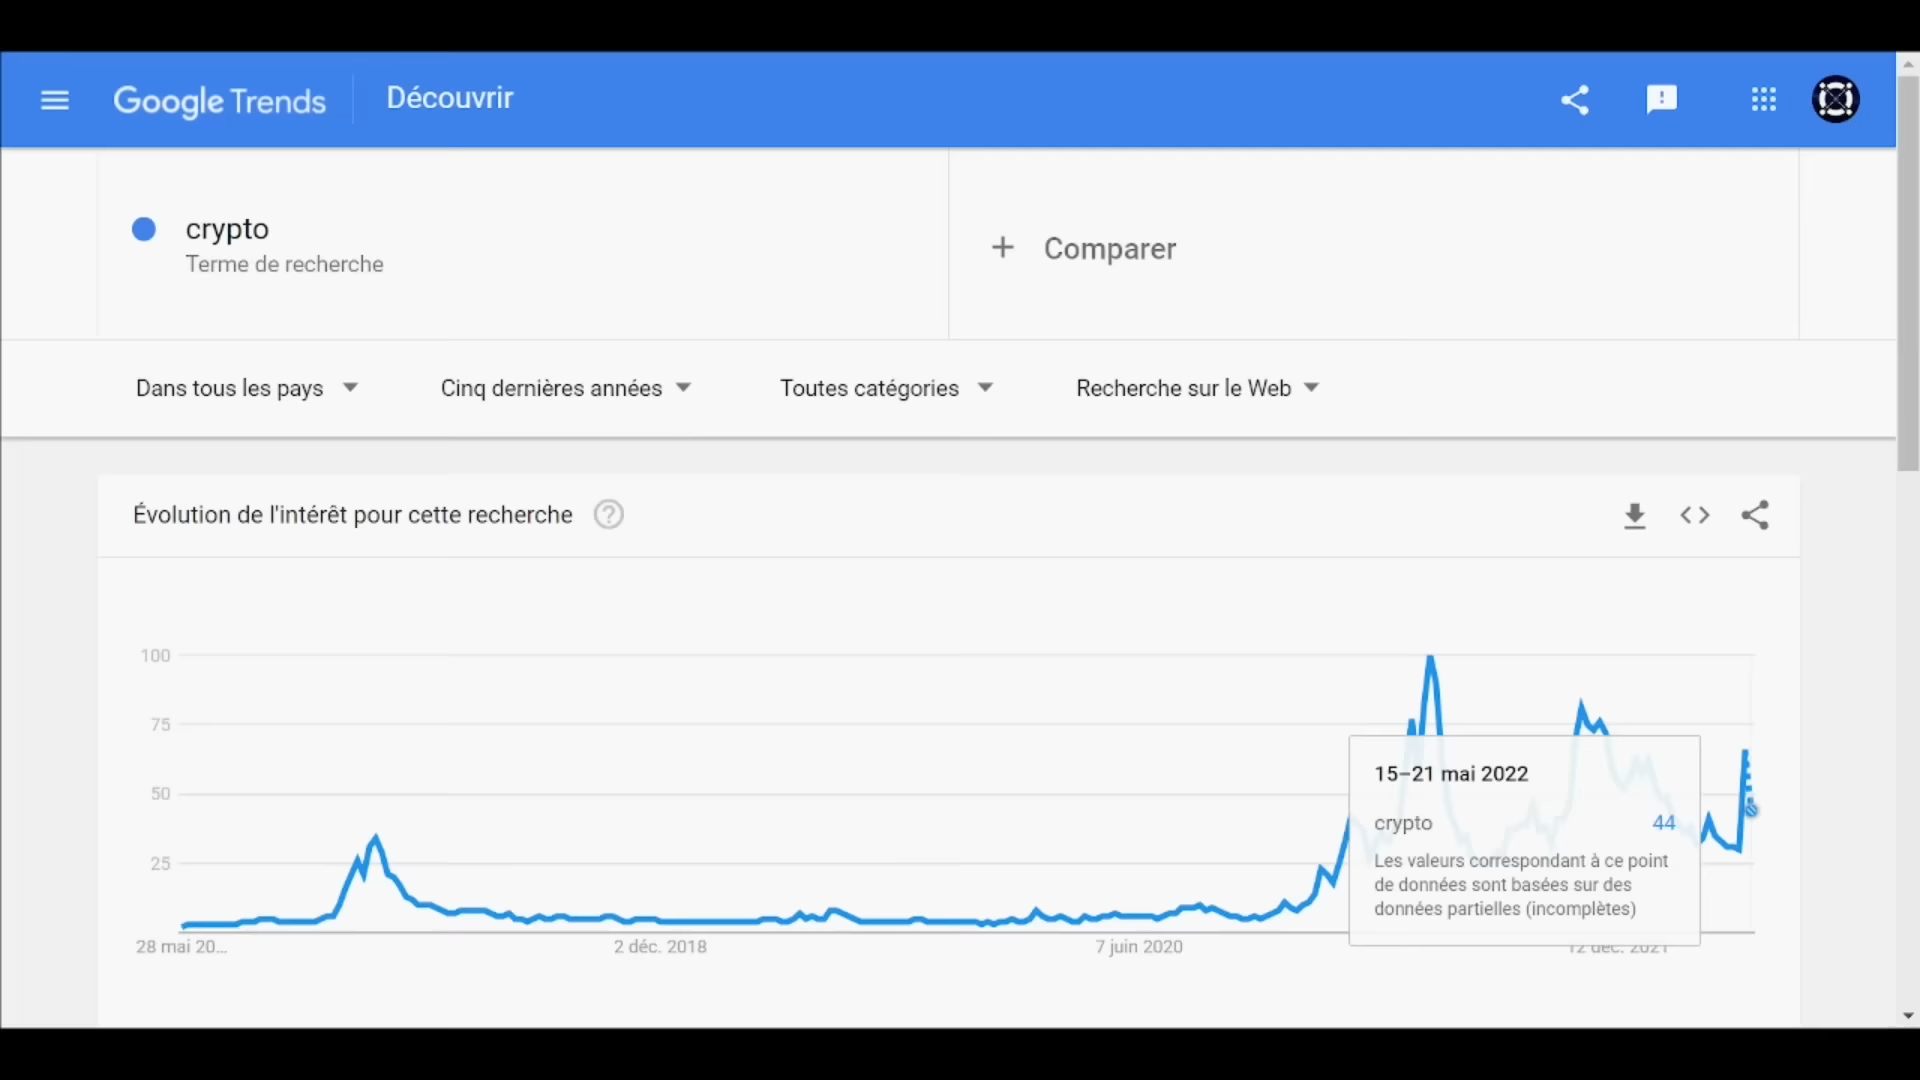 Google Trends
Découvrir
crypto
Terme de recherche
+ Comparer
Dans tous les pays
Cinq dernières années
Toutes catégories
Recherche sur le Web
Évolution de l'intérêt pour cette recherche
100
75
50
25
15–21 mai 2022
crypto 44
Les valeurs correspondant à ce point
de données sont basées sur des
données partielles (incomplètes)
28 mai 20...
2 déc. 2018
7 juin 2020
12 déc. 2021